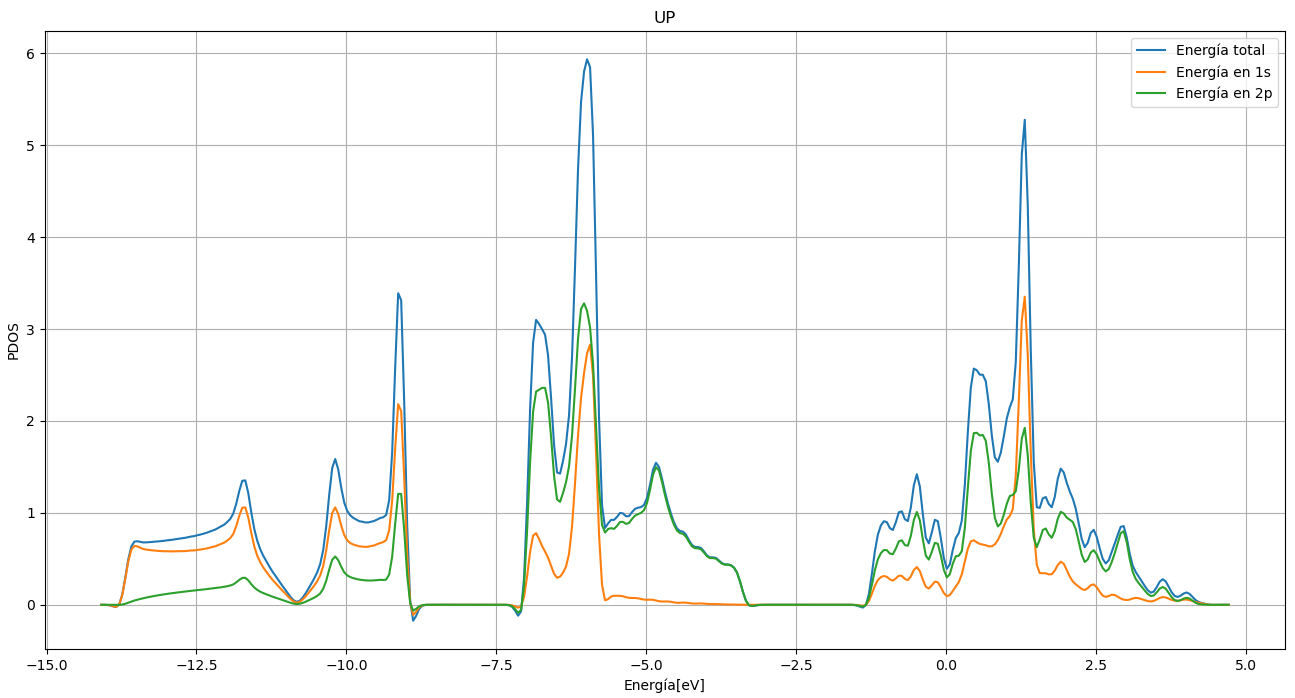 UP
Energía total
Energía en 1s
Energía en 2p
6
5
4
3
2
1
0
PDOS
−15.0 −12.5 −10.0 −7.5 −5.0 −2.5 0.0 2.5 5.0
Energía[eV]